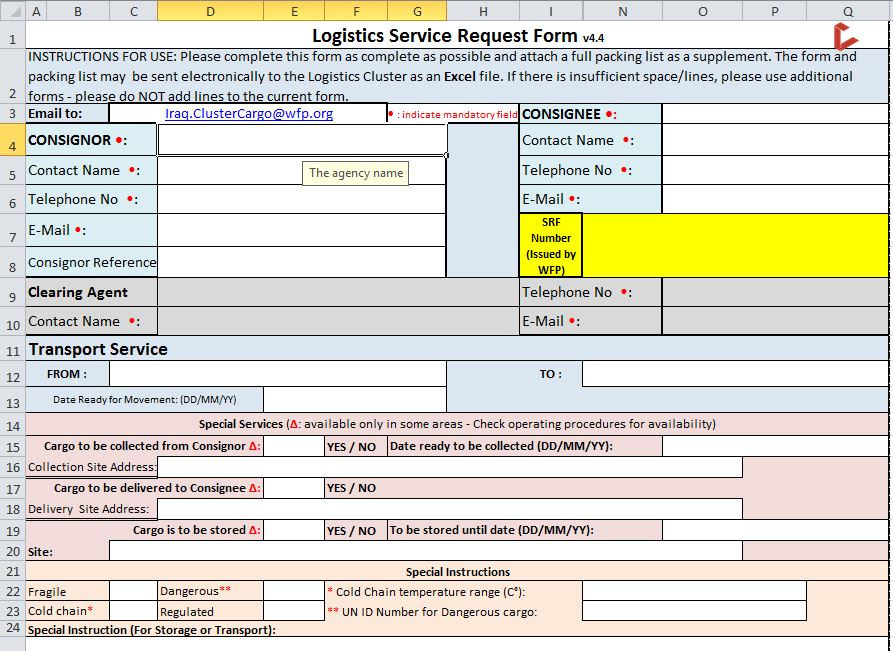 A B C D E F G H I N O P Q
1 Logistics Service Request Form v4.4
INSTRUCTIONS FOR USE: Please complete this form as complete as possible and attach a full packing list as a supplement. The form and
packing list may be sent electronically to the Logistics Cluster as an Excel file. If there is insufficient space/lines, please use additional
2 forms - please do NOT add lines to the current form.
3 Email to: Iraq.ClusterCargo@wfp.org • : indicate mandatory field CONSIGNEE •:
4 CONSIGNOR •: Contact Name •:
5 Contact Name •: The agency name Telephone No •:
6 Telephone No •: E-Mail •:
7 E-Mail •: SRF
Number
(Issued by
WFP)
8 Consignor Reference
9 Clearing Agent Telephone No •:
10 Contact Name •: E-Mail •:
11 Transport Service
12 FROM : TO :
13 Date Ready for Movement: (DD/MM/YY)
14 Special Services (Δ: available only in some areas - Check operating procedures for availability)
15 Cargo to be collected from Consignor Δ: YES / NO Date ready to be collected (DD/MM/YY):
16 Collection Site Address:
17 Cargo to be delivered to Consignee Δ: YES / NO
18 Delivery Site Address:
19 Cargo is to be stored Δ: YES / NO To be stored until date (DD/MM/YY):
20 Site:
21 Special Instructions
22 Fragile Dangerous** * Cold Chain temperature range (C°):
23 Cold chain* Regulated ** UN ID Number for Dangerous cargo:
24 Special Instruction (For Storage or Transport):